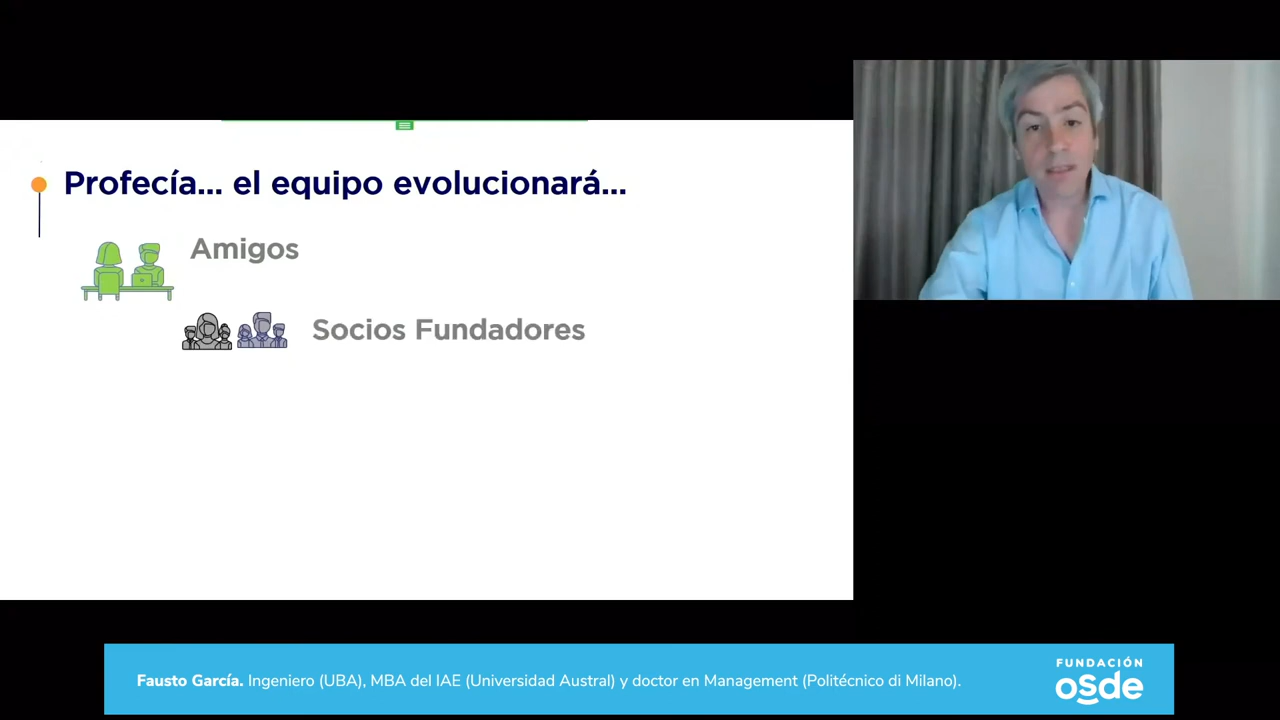 Profecía... el equipo evolucionará...
Amigos
Socios Fundadores
Fausto García. Ingeniero (UBA), MBA del IAE (Universidad Austral) y doctor en Management (Politécnico di Milano).
FUNDACIÓN
osde